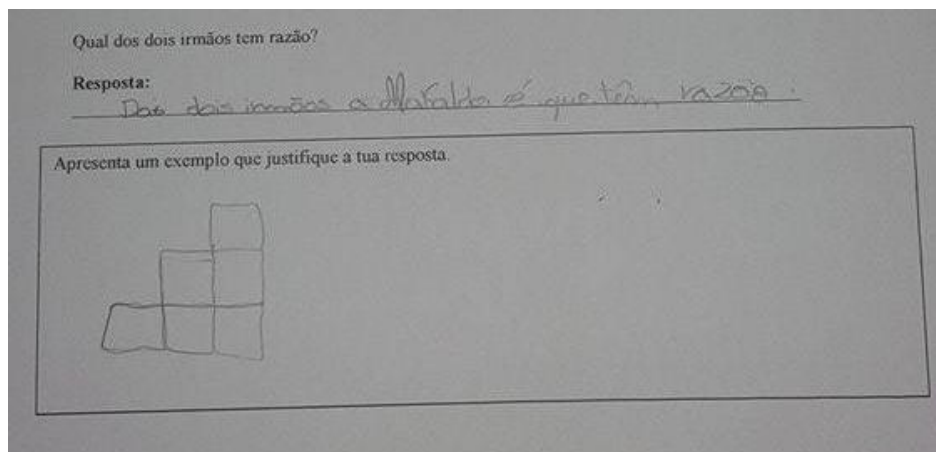 Qual dos dois irmãos tem razão?
Resposta:
Dos dois irmãos a Mafalda é que têm razão.
Apresenta um exemplo que justifique a tua resposta.